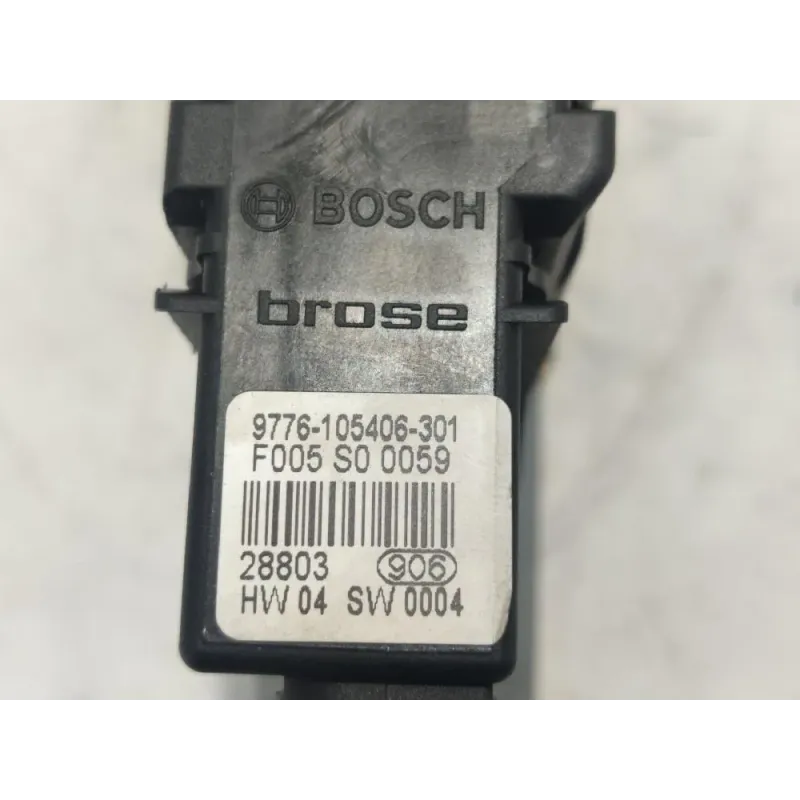 BOSCH
brose
9776-105406-301
F005 S0 0059
28803 906
HW 04 SW 0004